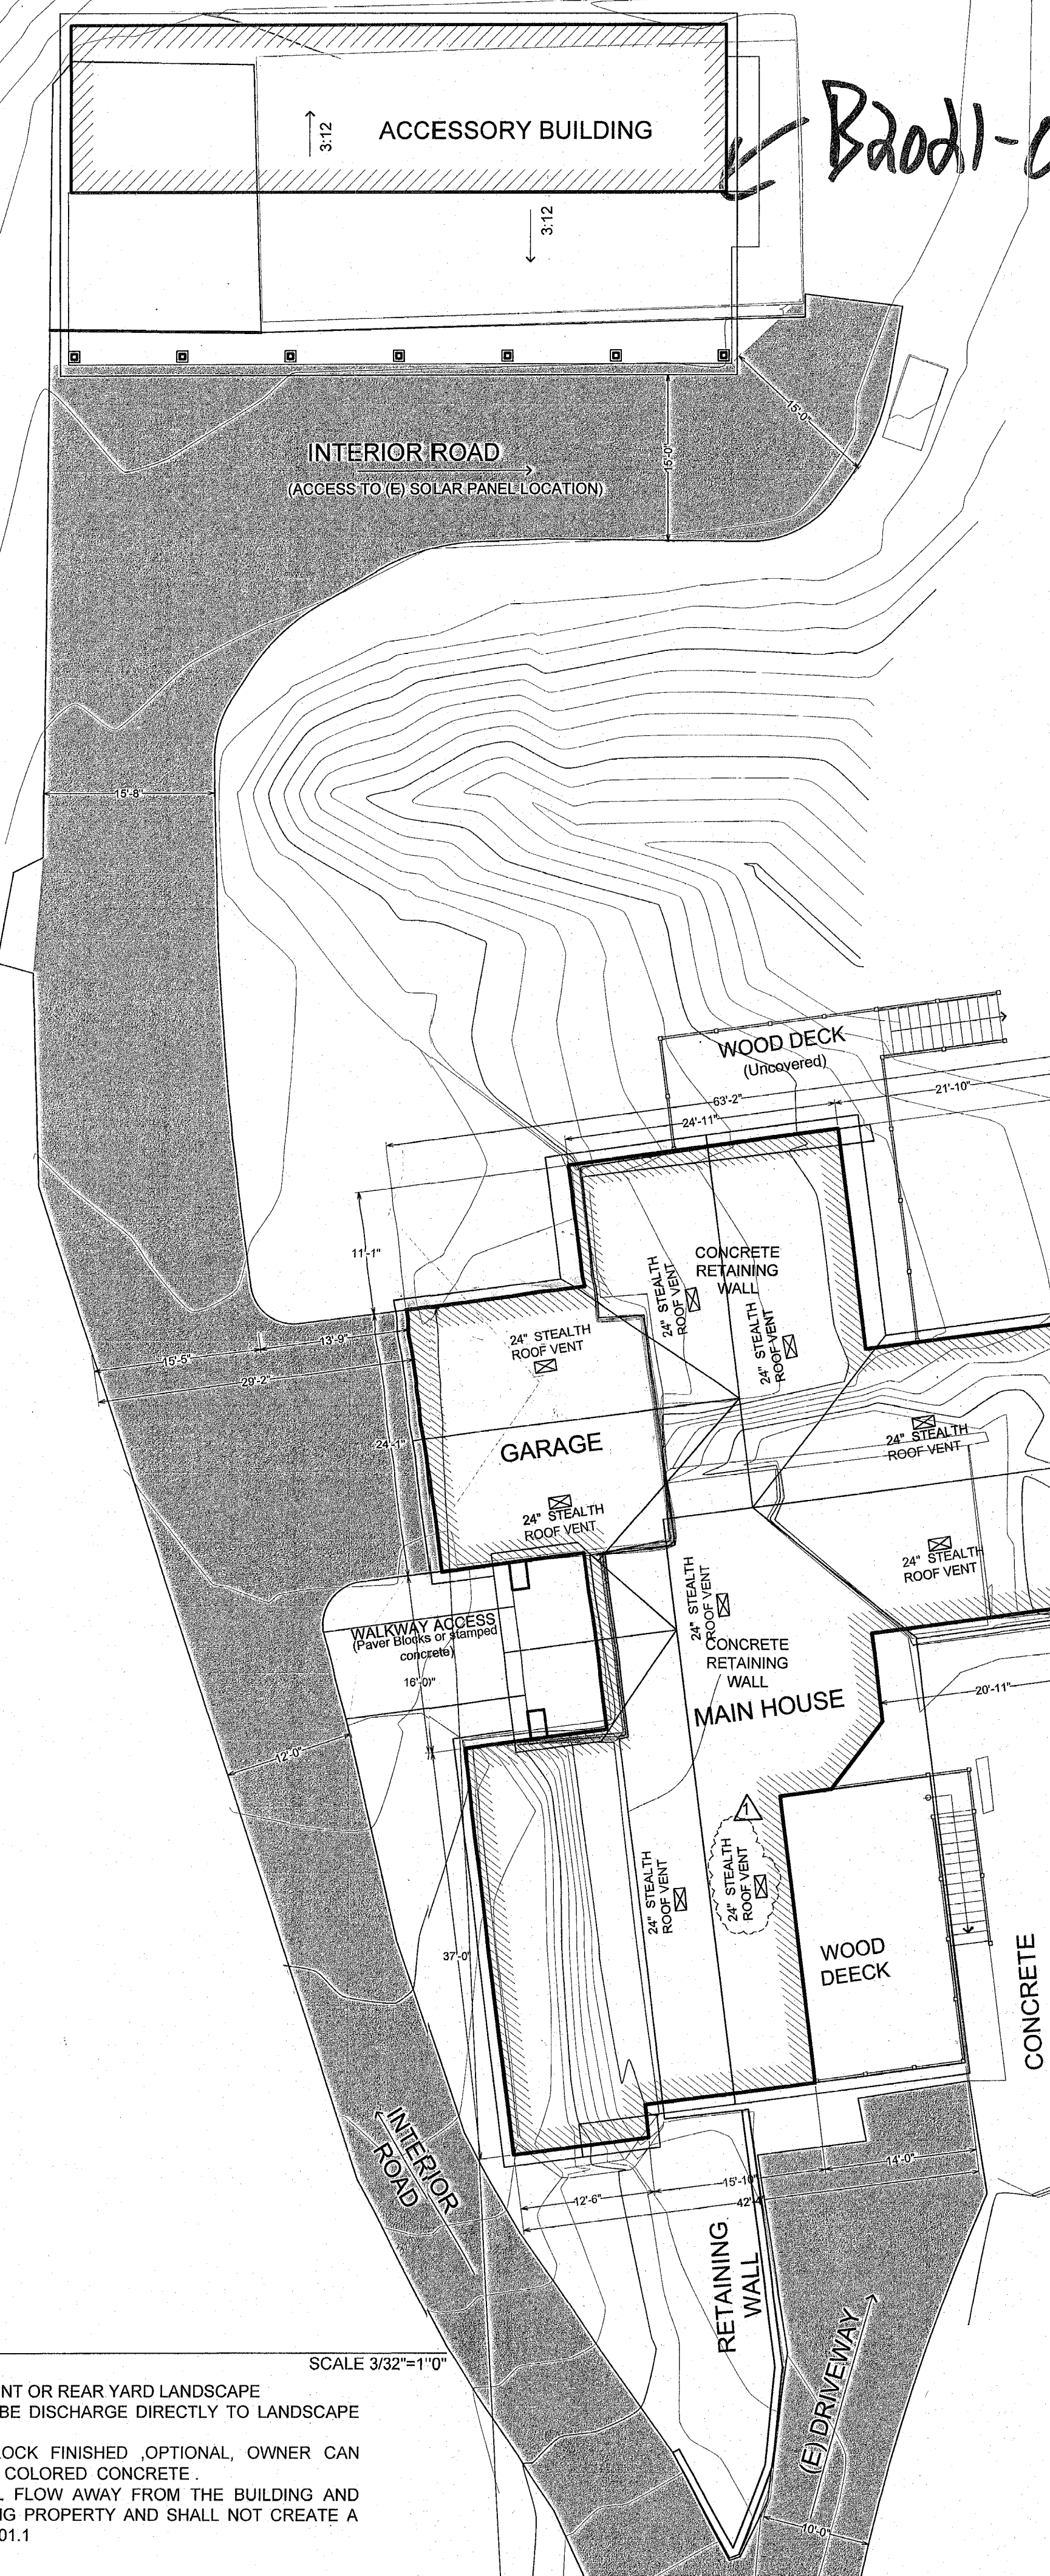 3:12
ACCESSORY BUILDING
B2021-
3:12
15'-0"
15'-0"
INTERIOR ROAD
(ACCESS TO (E) SOLAR PANEL LOCATION)
15'-8"
WOOD DECK
(Uncovered)
63'-2"
21'-10"
24'-11"
11'-1"
CONCRETE
RETAINING
WALL
24" STEALTH
ROOF VENT
24" STEALTH
ROOF VENT
24" STEALTH
ROOF VENT
13'-9"
15'-5"
29'-2"
24'-1"
GARAGE
24" STEALTH
ROOF VENT
24" STEALTH
ROOF VENT
24" STEALTH
ROOF VENT
24" STEALTH
ROOF VENT
WALKWAY ACCESS
(Paver Blocks or stamped
concrete)
16'-0"
CONCRETE
RETAINING
WALL
MAIN HOUSE
20'-11"
12'-0"
1
24" STEALTH
ROOF VENT
24" STEALTH
ROOF VENT
37'-0"
WOOD
DEECK
CONCRETE
INTERIOR
ROAD
14'-0"
15'-10"
12'-6"
42'-4"
RETAINING
WALL
(E) DRIVEWAY
10'-0"
SCALE 3/32"=1"0"
NT OR REAR YARD LANDSCAPE
BE DISCHARGE DIRECTLY TO LANDSCAPE
LOCK FINISHED ,OPTIONAL, OWNER CAN
COLORED CONCRETE .
L FLOW AWAY FROM THE BUILDING AND
NG PROPERTY AND SHALL NOT CREATE A
01.1